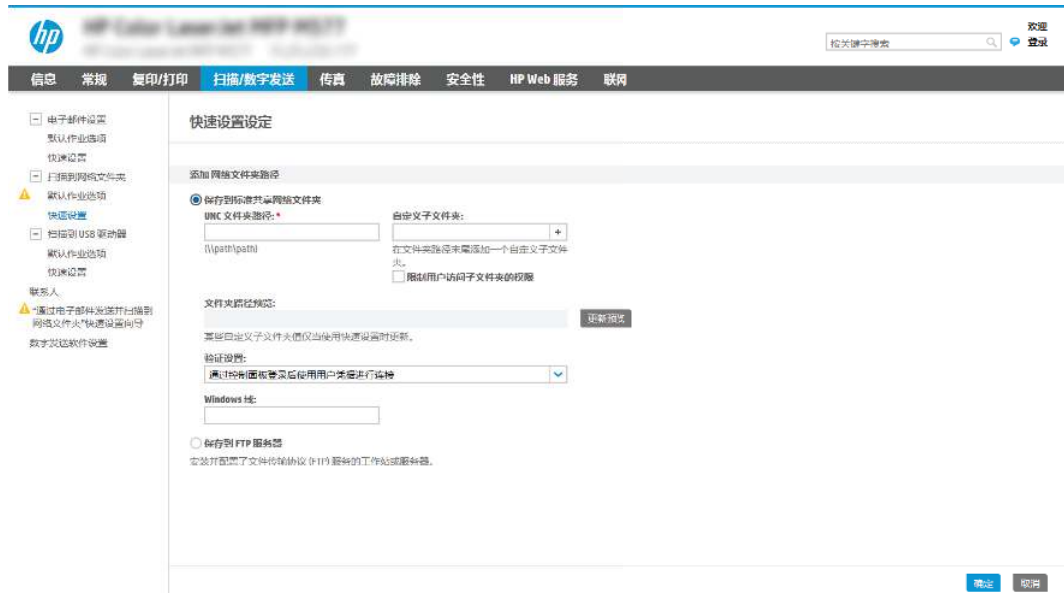 hp
欢迎
按关键字搜索
登录
信息 常规 复印/打印 扫描/数字发送 传真 故障排除 安全性 HP Web 服务 联网
电子邮件设置
默认作业选项
快速设置
扫描到网络文件夹
默认作业选项
快速设置
扫描到 USB 驱动器
默认作业选项
快速设置
联系人
“通过电子邮件发送并扫描到
网络文件夹”快速设置向导
数字发送软件设置
快速设置设定
添加网络文件夹路径
保存到标准共享网络文件夹
UNC 文件夹路径:*
(\\path\path)
自定义子文件夹:
+
在文件夹路径末尾添加一个自定义子文件
夹。
限制用户访问子文件夹的权限
文件夹路径预览:
更新预览
某些自定义子文件夹值仅当使用快速设置时更新。
验证设置:
通过控制面板登录后使用用户凭据进行连接
Windows 域:
保存到 FTP 服务器
安装并配置了文件传输协议 (FTP) 服务的工作站或服务器。
确定 取消